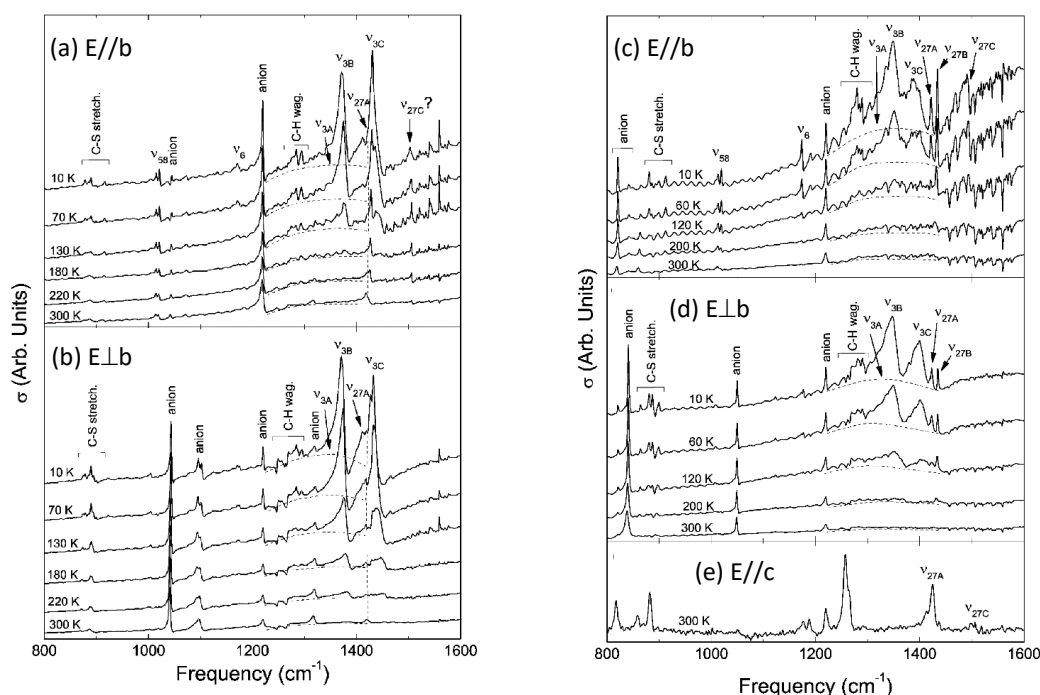 (a) E//b
C-S stretch.
ν58
anion
ν6
anion
C-H wag.
ν3A
ν3B
ν27A
ν3C
ν27C?
10 K
70 K
130 K
180 K
220 K
300 K
(b) E⊥b
C-S stretch.
anion
anion
anion
C-H wag.
anion
ν3A
ν3B
ν27A
ν3C
10 K
70 K
130 K
180 K
220 K
300 K
σ (Arb. Units)
800 1000 1200 1400 1600
Frequency (cm-1)
(c) E//b
anion
C-S stretch.
ν58
ν6
anion
C-H wag.
ν3A
ν3B
ν3C
ν27A
ν27B
ν27C
10 K
60 K
120 K
200 K
300 K
(d) E⊥b
anion
C-S stretch.
anion
anion
C-H wag.
ν3A
ν3B
ν3C
ν27A
ν27B
10 K
60 K
120 K
200 K
300 K
(e) E//c
ν27A
ν27C
300 K
σ (Arb. Units)
800 1000 1200 1400 1600
Frequency (cm-1)